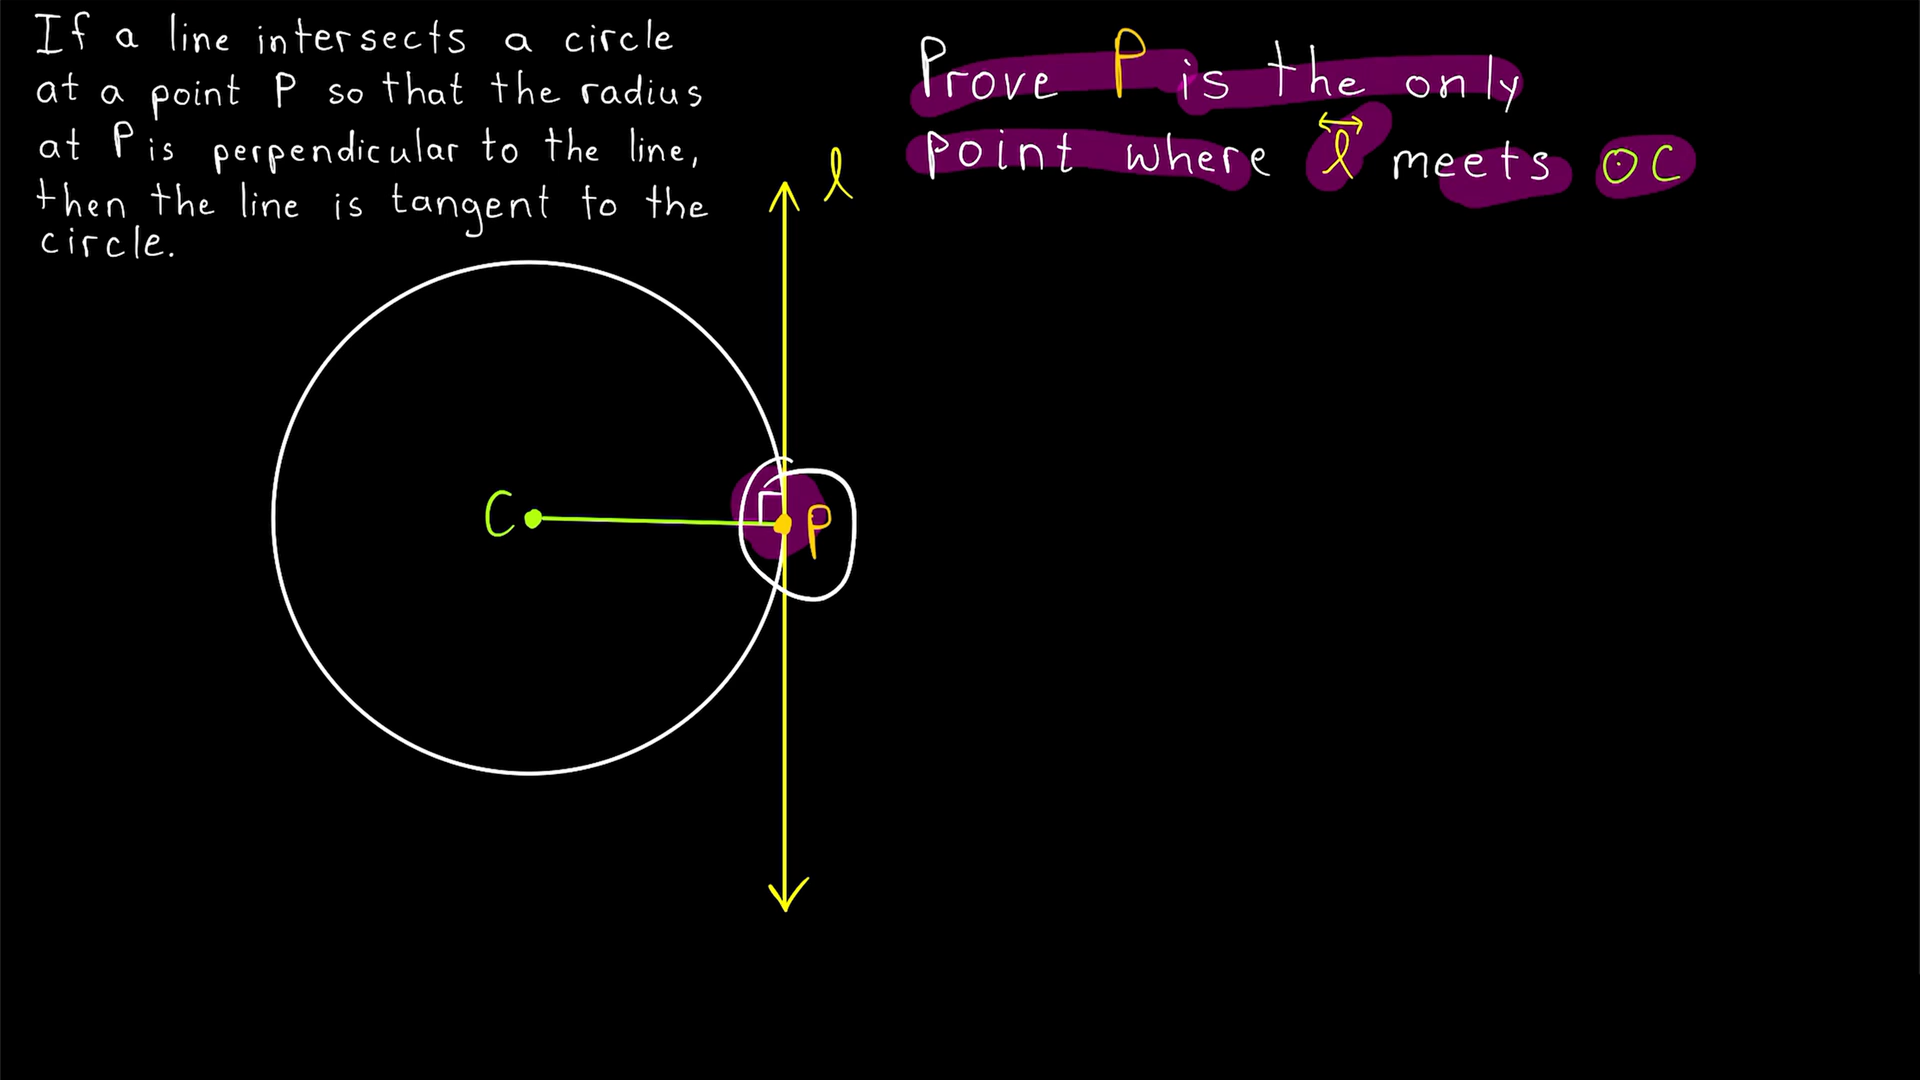 If a line intersects a circle
at a point P so that the radius
at P is perpendicular to the line,
then the line is tangent to the
circle.
Prove P is the only
point where ℓ meets ⊙C
ℓ
C
P